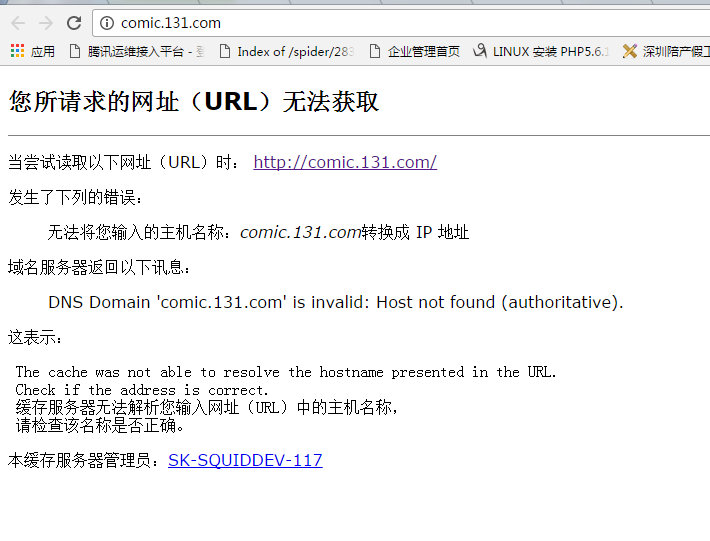 comic.131.com
应用 腾讯运维接入平台 - Index of /spider/283 企业管理首页 LINUX 安装 PHP5.6.1 深圳陪产假工
您所请求的网址（URL）无法获取
当尝试读取以下网址（URL）时： http://comic.131.com/
发生了下列的错误：
无法将您输入的主机名称：comic.131.com转换成 IP 地址
域名服务器返回以下讯息：
DNS Domain 'comic.131.com' is invalid: Host not found (authoritative).
这表示：
The cache was not able to resolve the hostname presented in the URL.
Check if the address is correct.
缓存服务器无法解析您输入网址（URL）中的主机名称，
请检查该名称是否正确。
本缓存服务器管理员：SK-SQUIDDEV-117